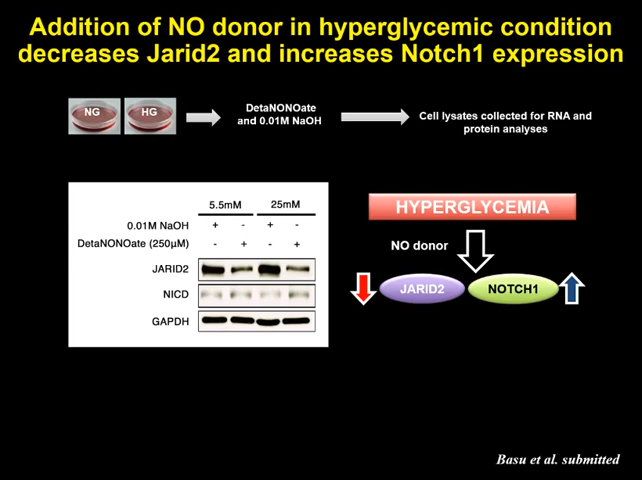 Addition of NO donor in hyperglycemic condition
decreases Jarid2 and increases Notch1 expression
NG
HG
DetaNONOate
and 0.01M NaOH
Cell lysates collected for RNA and
protein analyses
5.5mM 25mM
0.01M NaOH + - + -
DetaNONOate (250µM) - + - +
JARID2
NICD
GAPDH
HYPERGLYCEMIA
NO donor
JARID2
NOTCH1
Basu et al. submitted